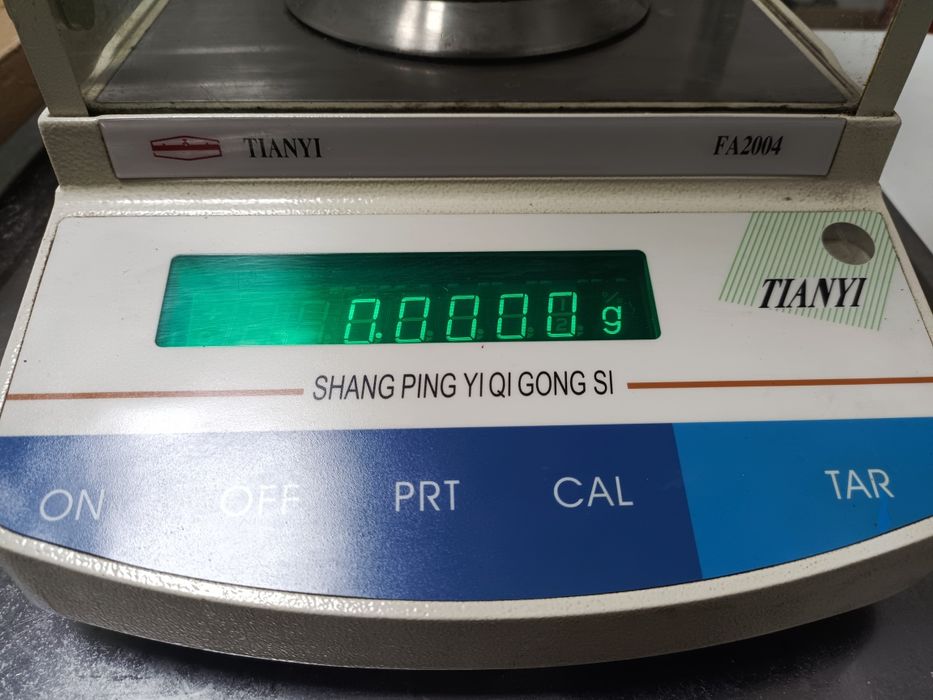 TIANYI
FA2004
TIANYI
0.0000 g
SHANG PING YI QI GONG SI
ON
OFF
PRT
CAL
TAR